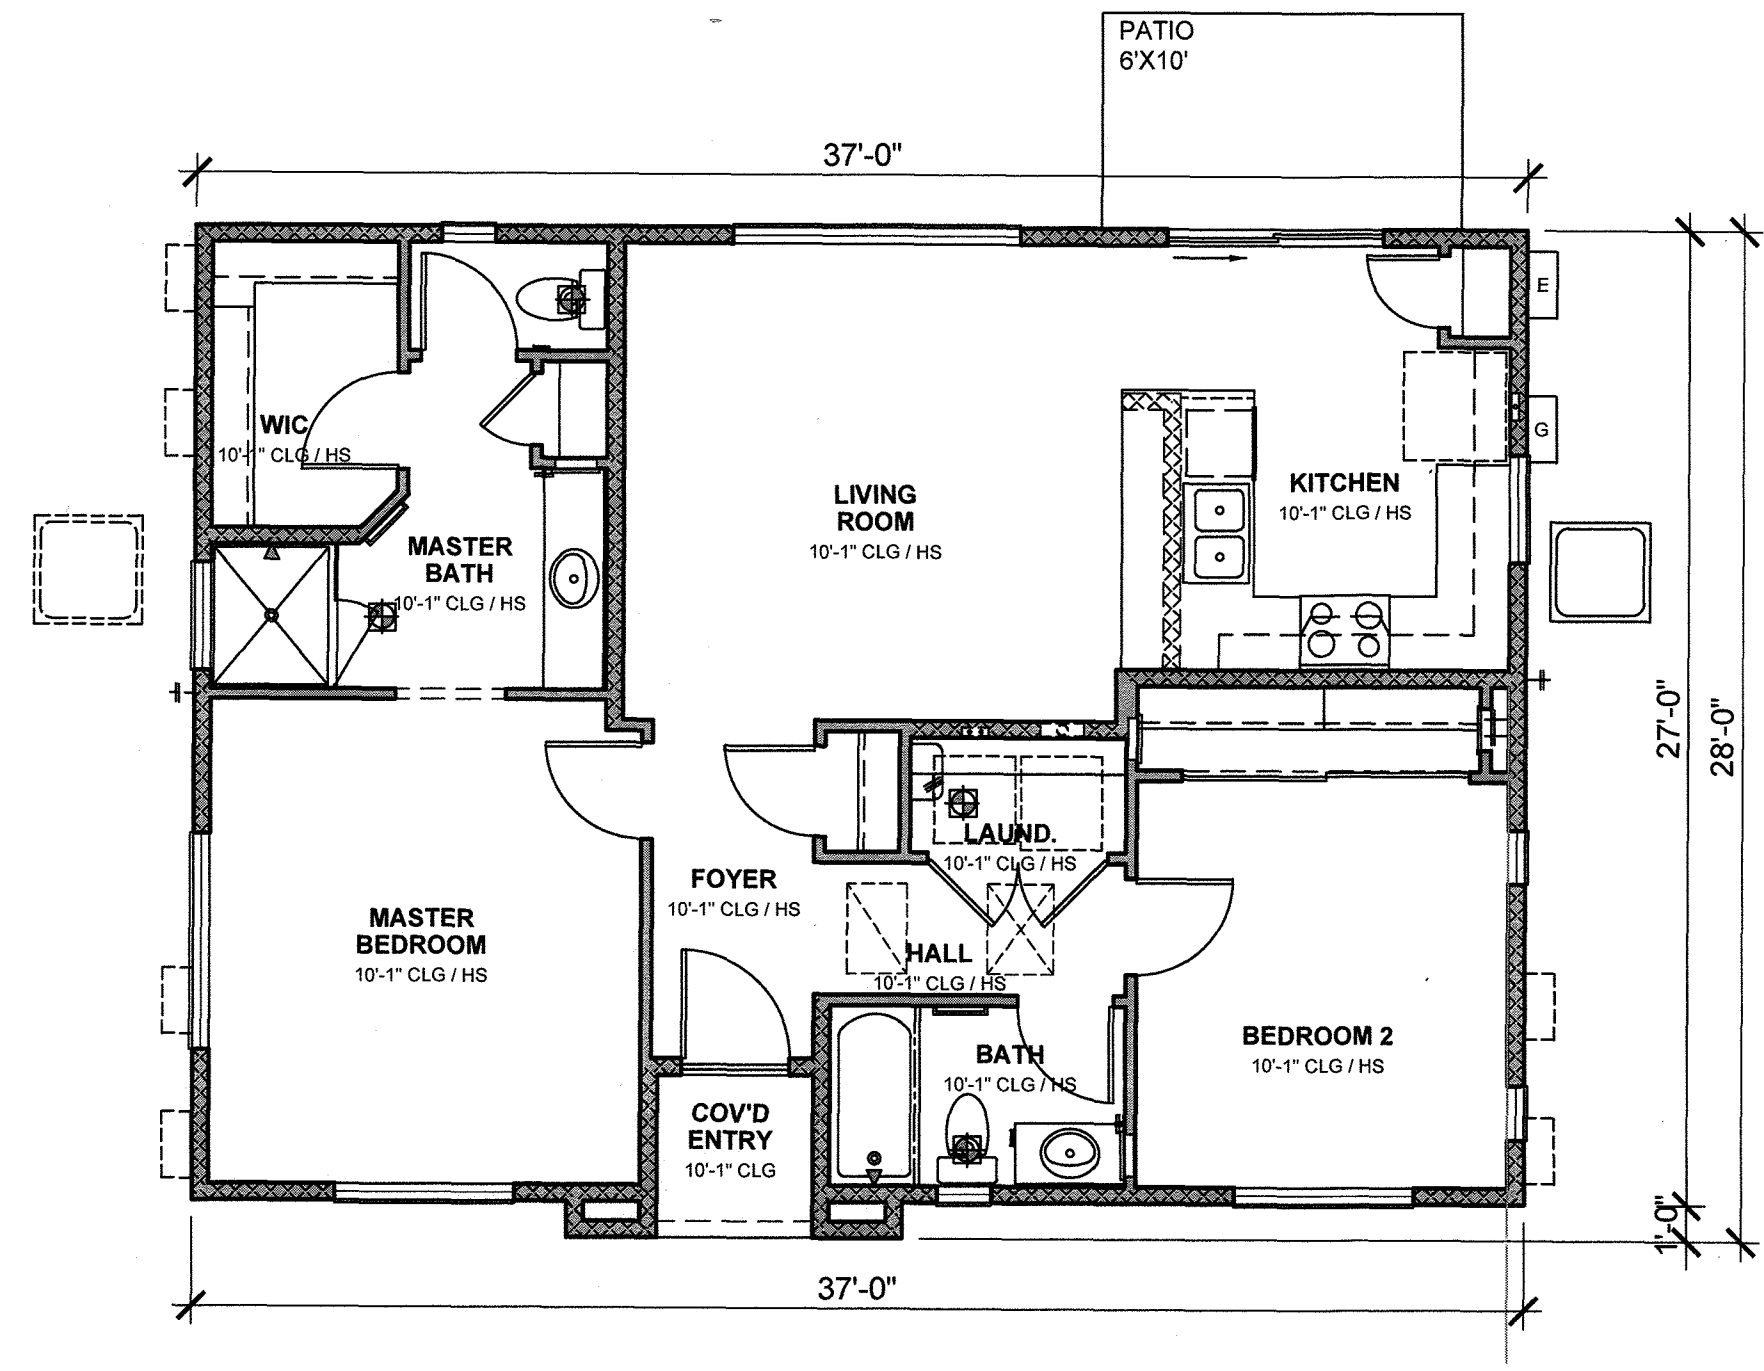 PATIO
6'X10'
37'-0"
E
G
WIC
10'-1" CLG / HS
LIVING
ROOM
10'-1" CLG / HS
KITCHEN
10'-1" CLG / HS
MASTER
BATH
10'-1" CLG / HS
27'-0"
28'-0"
LAUND.
10'-1" CLG / HS
FOYER
10'-1" CLG / HS
MASTER
BEDROOM
10'-1" CLG / HS
HALL
10'-1" CLG / HS
BATH
10'-1" CLG / HS
BEDROOM 2
10'-1" CLG / HS
COV'D
ENTRY
10'-1" CLG
1'-0"
37'-0"